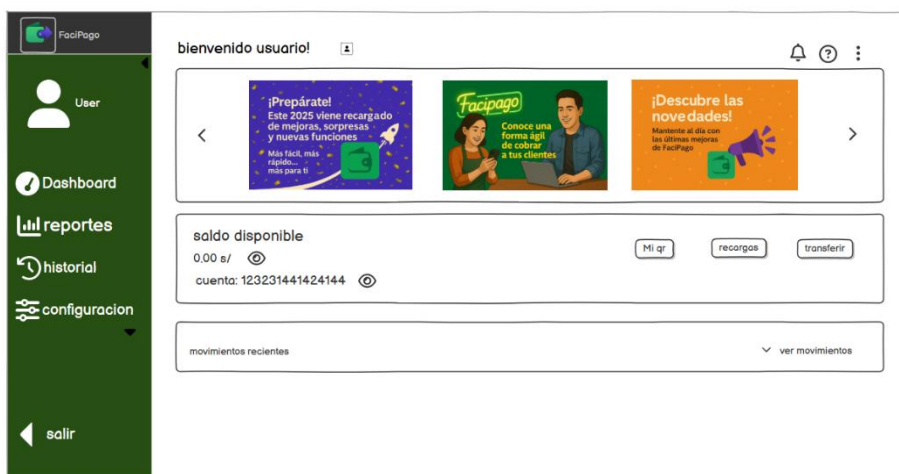 FaciPago
User
Dashboard
reportes
historial
configuracion
salir
bienvenido usuario!
¡Prepárate!
Este 2025 viene recargado
de mejoras, sorpresas
y nuevas funciones
Más fácil, más
rápido...
más para ti
Facipago
Conoce una
forma ágil
de cobrar
a tus clientes
¡Descubre las
novedades!
Mantente al día con
las últimas mejoras
de FaciPago
saldo disponible
0.00 s/
cuenta: 123231441424144
Mi qr
recargas
transferir
movimientos recientes
ver movimientos